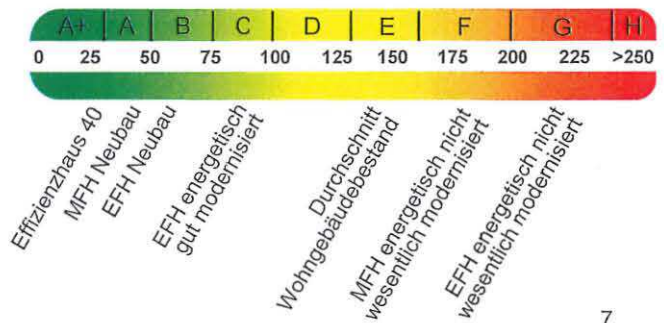 A+ A B C D E F G H
0 25 50 75 100 125 150 175 200 225 >250
Effizienzhaus 40
MFH Neubau
EFH Neubau
EFH energetisch
gut modernisiert
Durchschnitt
Wohngebäudebestand
MFH energetisch nicht
wesentlich modernisiert
EFH energetisch nicht
wesentlich modernisiert
7